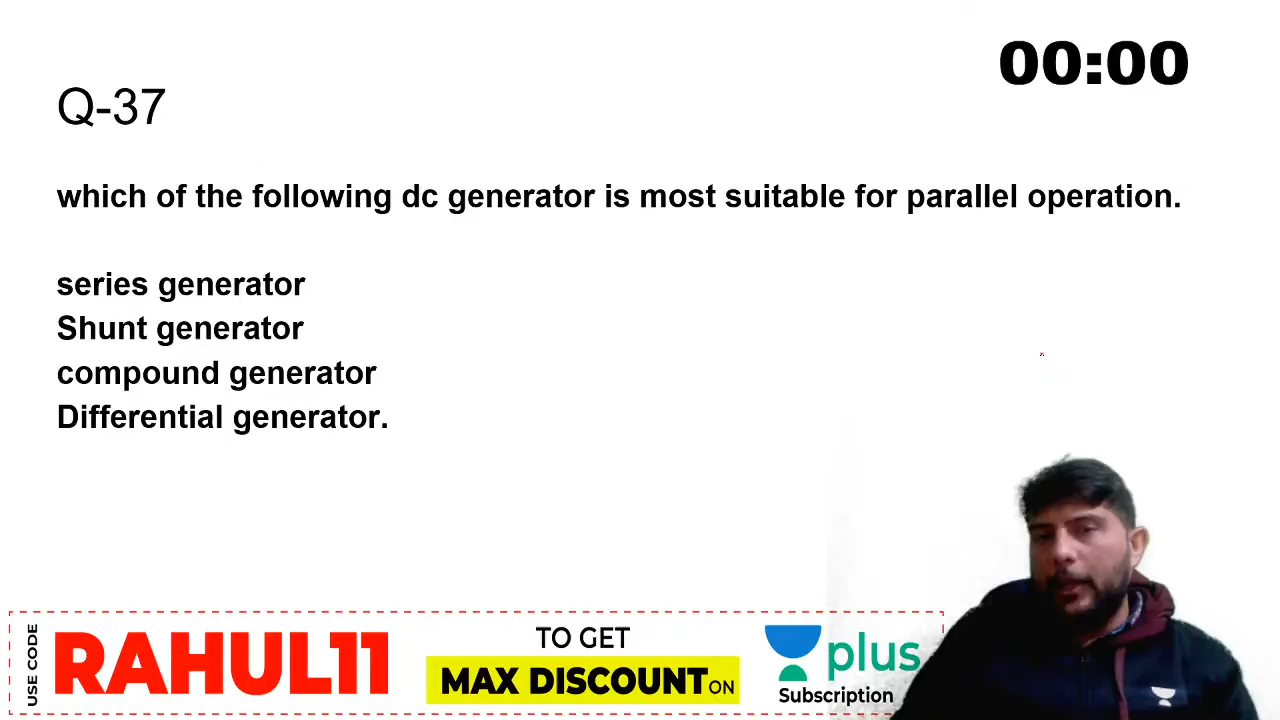 00:00
Q-37
which of the following dc generator is most suitable for parallel operation.
series generator
Shunt generator
compound generator
Differential generator.
USE CODE
RAHUL11
TO GET
MAX DISCOUNT ON
plus
Subscription